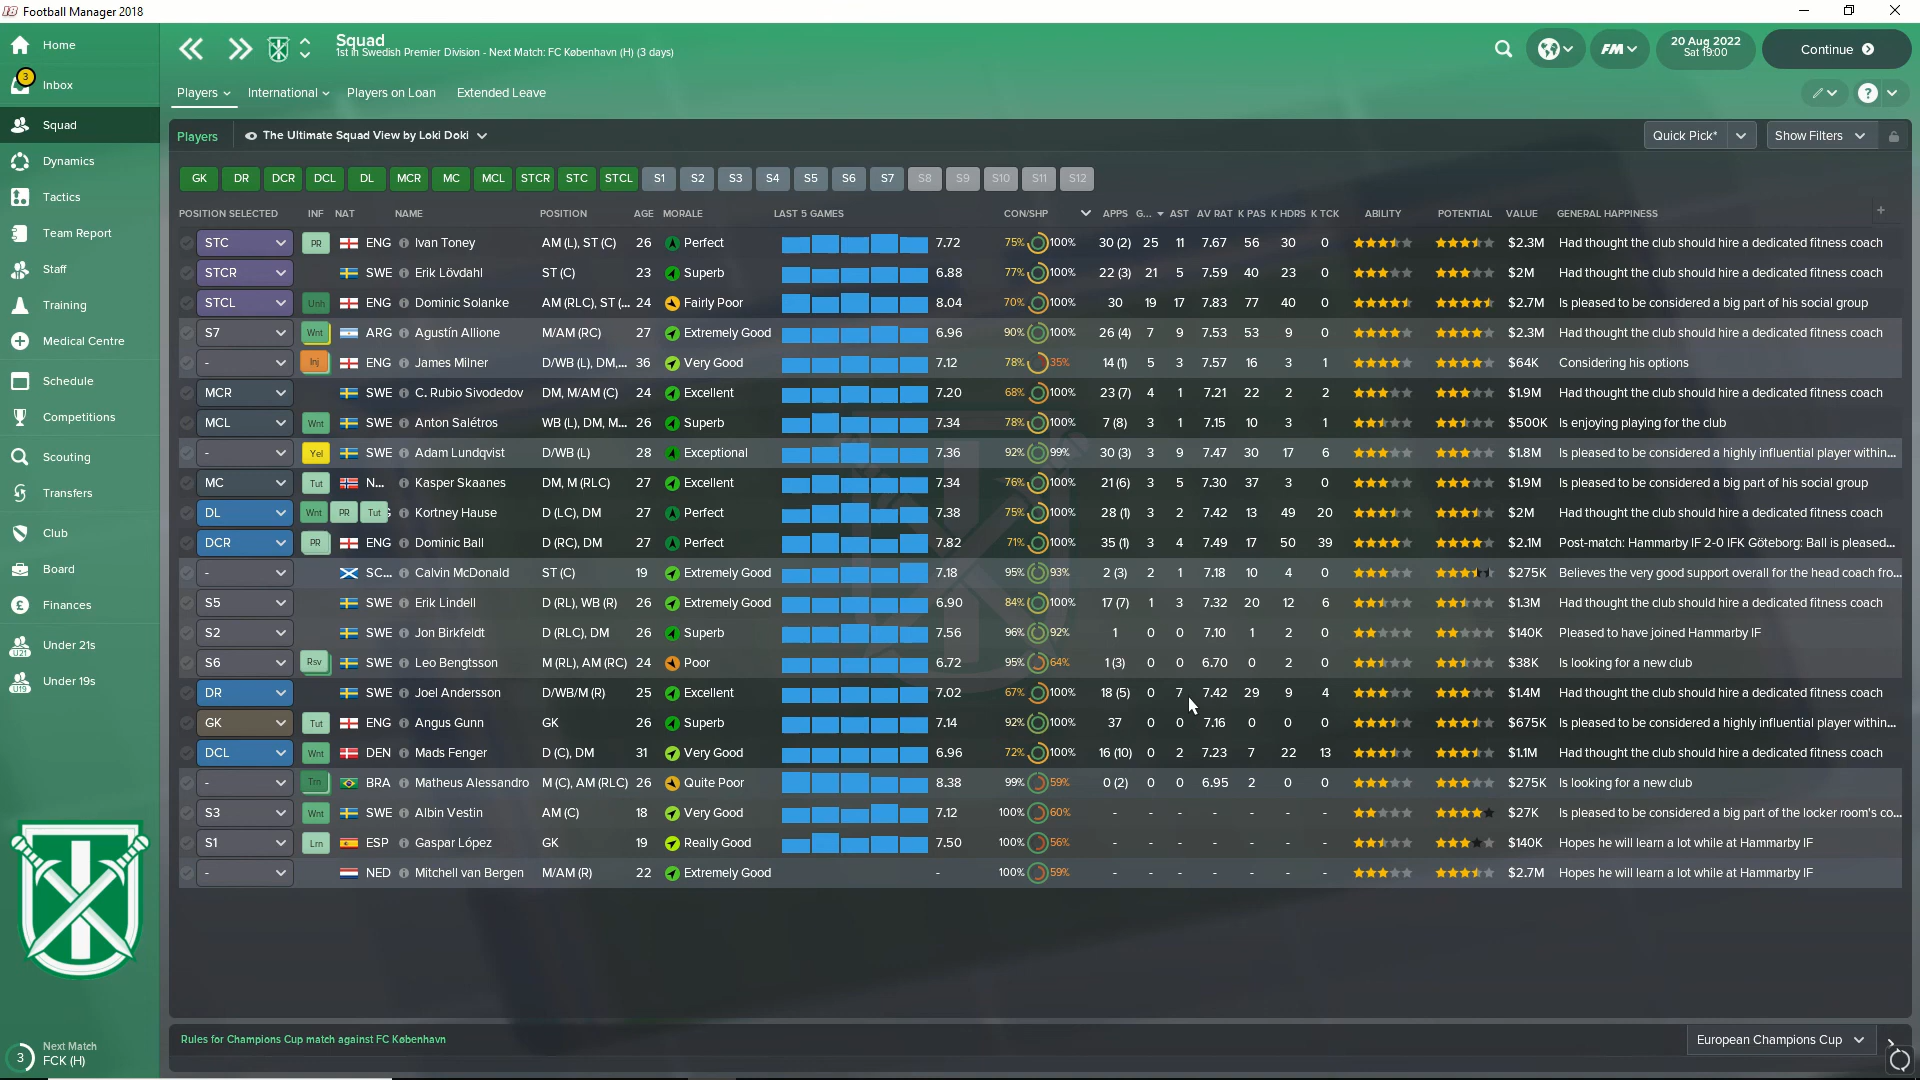 Football Manager 2018
Home
3
Inbox
Squad
Dynamics
Tactics
Team Report
Staff
Training
Medical Centre
Schedule
Competitions
Scouting
Transfers
Club
Board
Finances
U21 Under 21s
U19 Under 19s
3 Next Match
FCK (H)
Squad
1st in Swedish Premier Division - Next Match: FC København (H) (3 days)
FM
20 Aug 2022
Sat 19:00
Continue
Players International Players on Loan Extended Leave
?
Players The Ultimate Squad View by Loki Doki Quick Pick* Show Filters
GK DR DCR DCL DL MCR MC MCL STCR STC STCL S1 S2 S3 S4 S5 S6 S7 S8 S9 S10 S11 S12
POSITION SELECTED INF NAT NAME POSITION AGE MORALE LAST 5 GAMES CON/SHP APPS G... AST AV RAT K PAS K HDRS K TCK ABILITY POTENTIAL VALUE GENERAL HAPPINESS +
STC PR ENG Ivan Toney AM (L), ST (C) 26 Perfect 7.72 75% 100% 30 (2) 25 11 7.67 56 30 0 $2.3M Had thought the club should hire a dedicated fitness coach
STCR SWE Erik Lövdahl ST (C) 23 Superb 6.88 77% 100% 22 (3) 21 5 7.59 40 23 0 $2M Had thought the club should hire a dedicated fitness coach
STCL Unh ENG Dominic Solanke AM (RLC), ST (... 24 Fairly Poor 8.04 70% 100% 30 19 17 7.83 77 40 0 $2.7M Is pleased to be considered a big part of his social group
S7 Wnt ARG Agustín Allione M/AM (RC) 27 Extremely Good 6.96 90% 100% 26 (4) 7 9 7.53 53 9 0 $2.3M Had thought the club should hire a dedicated fitness coach
- Inj ENG James Milner D/WB (L), DM,... 36 Very Good 7.12 78% 35% 14 (1) 5 3 7.57 16 3 1 $64K Considering his options
MCR SWE C. Rubio Sivodedov DM, M/AM (C) 24 Excellent 7.20 68% 100% 23 (7) 4 1 7.21 22 2 2 $1.9M Had thought the club should hire a dedicated fitness coach
MCL Wnt SWE Anton Salétros WB (L), DM, M... 26 Superb 7.34 78% 100% 7 (8) 3 1 7.15 10 3 1 $500K Is enjoying playing for the club
- Yel SWE Adam Lundqvist D/WB (L) 28 Exceptional 7.36 92% 99% 30 (3) 3 9 7.47 30 17 6 $1.8M Is pleased to be considered a highly influential player within...
MC Tut N... Kasper Skaanes DM, M (RLC) 27 Excellent 7.34 76% 100% 21 (6) 3 5 7.30 37 3 0 $1.9M Is pleased to be considered a big part of his social group
DL Wnt PR Tut Kortney Hause D (LC), DM 27 Perfect 7.38 75% 100% 28 (1) 3 2 7.42 13 49 20 $2M Had thought the club should hire a dedicated fitness coach
DCR PR ENG Dominic Ball D (RC), DM 27 Perfect 7.82 71% 100% 35 (1) 3 4 7.49 17 50 39 $2.1M Post-match: Hammarby IF 2-0 IFK Göteborg: Ball is pleased...
- SC... Calvin McDonald ST (C) 19 Extremely Good 7.18 95% 93% 2 (3) 2 1 7.18 10 4 0 $275K Believes the very good support overall for the head coach fro...
S5 SWE Erik Lindell D (RL), WB (R) 26 Extremely Good 6.90 84% 100% 17 (7) 1 3 7.32 20 12 6 $1.3M Had thought the club should hire a dedicated fitness coach
S2 SWE Jon Birkfeldt D (RLC), DM 26 Superb 7.56 96% 92% 1 0 0 7.10 1 2 0 $140K Pleased to have joined Hammarby IF
S6 Rsv SWE Leo Bengtsson M (RL), AM (RC) 24 Poor 6.72 95% 64% 1 (3) 0 0 6.70 0 2 0 $38K Is looking for a new club
DR SWE Joel Andersson D/WB/M (R) 25 Excellent 7.02 67% 100% 18 (5) 0 7 7.42 29 9 4 $1.4M Had thought the club should hire a dedicated fitness coach
GK Tut ENG Angus Gunn GK 26 Superb 7.14 92% 100% 37 0 0 7.16 0 0 0 $675K Is pleased to be considered a highly influential player within...
DCL Wnt DEN Mads Fenger D (C), DM 31 Very Good 6.96 72% 100% 16 (10) 0 2 7.23 7 22 13 $1.1M Had thought the club should hire a dedicated fitness coach
- Trn BRA Matheus Alessandro M (C), AM (RLC) 26 Quite Poor 8.38 99% 59% 0 (2) 0 0 6.95 2 0 0 $275K Is looking for a new club
S3 Wnt SWE Albin Vestin AM (C) 18 Very Good 7.12 100% 60% - - - - - - - $27K Is pleased to be considered a big part of the locker room's co...
S1 Lrn ESP Gaspar López GK 19 Really Good 7.50 100% 56% - - - - - - - $140K Hopes he will learn a lot while at Hammarby IF
- NED Mitchell van Bergen M/AM (R) 22 Extremely Good - 100% 59% - - - - - - - $2.7M Hopes he will learn a lot while at Hammarby IF
Rules for Champions Cup match against FC København European Champions Cup